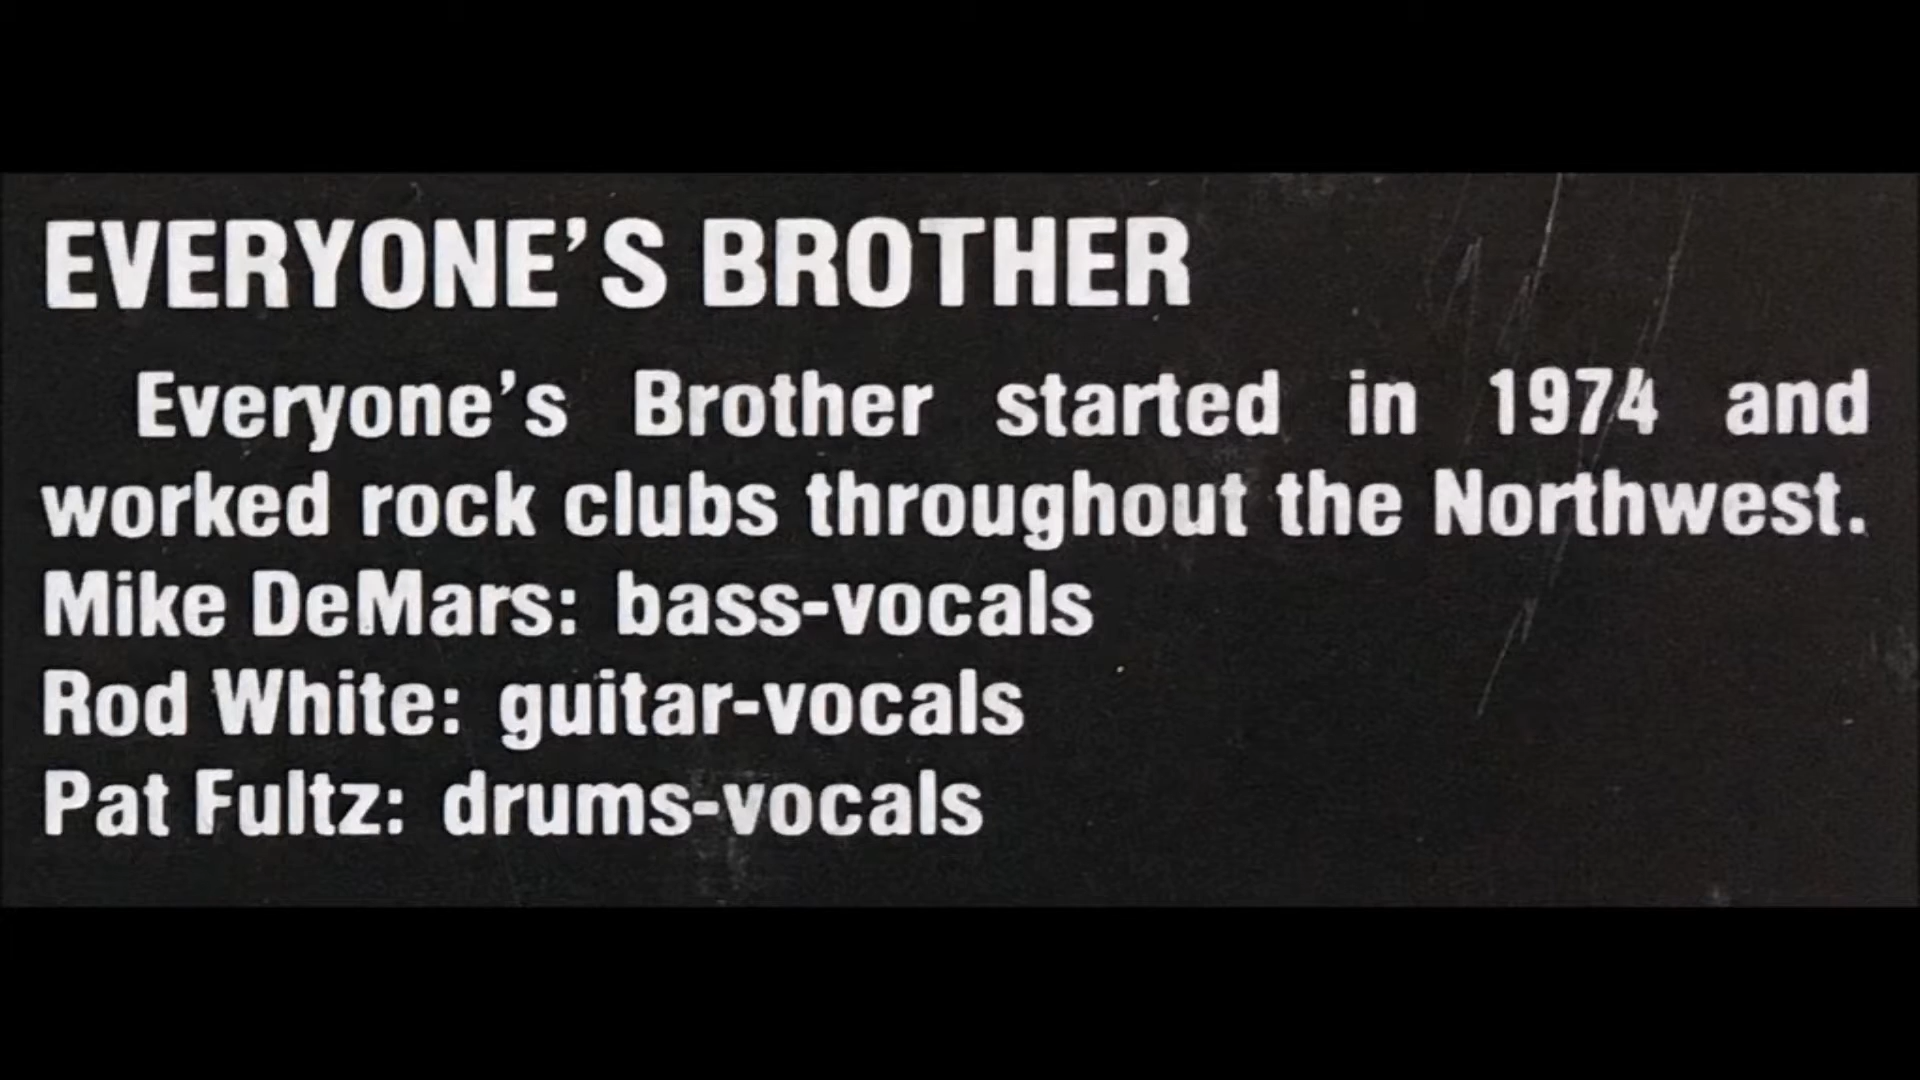 EVERYONE'S BROTHER
Everyone's Brother started in 1974 and
worked rock clubs throughout the Northwest.
Mike DeMars: bass-vocals
Rod White: guitar-vocals
Pat Fultz: drums-vocals